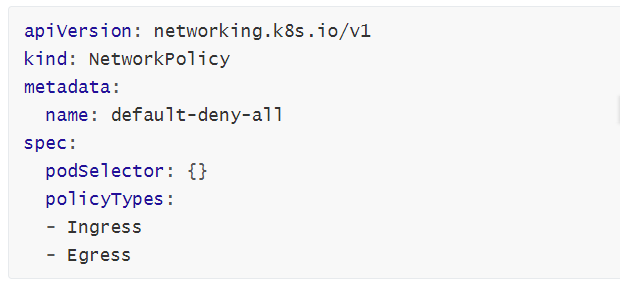 apiVersion: networking.k8s.io/v1
kind: NetworkPolicy
metadata:
  name: default-deny-all
spec:
  podSelector: {}
  policyTypes:
  - Ingress
  - Egress